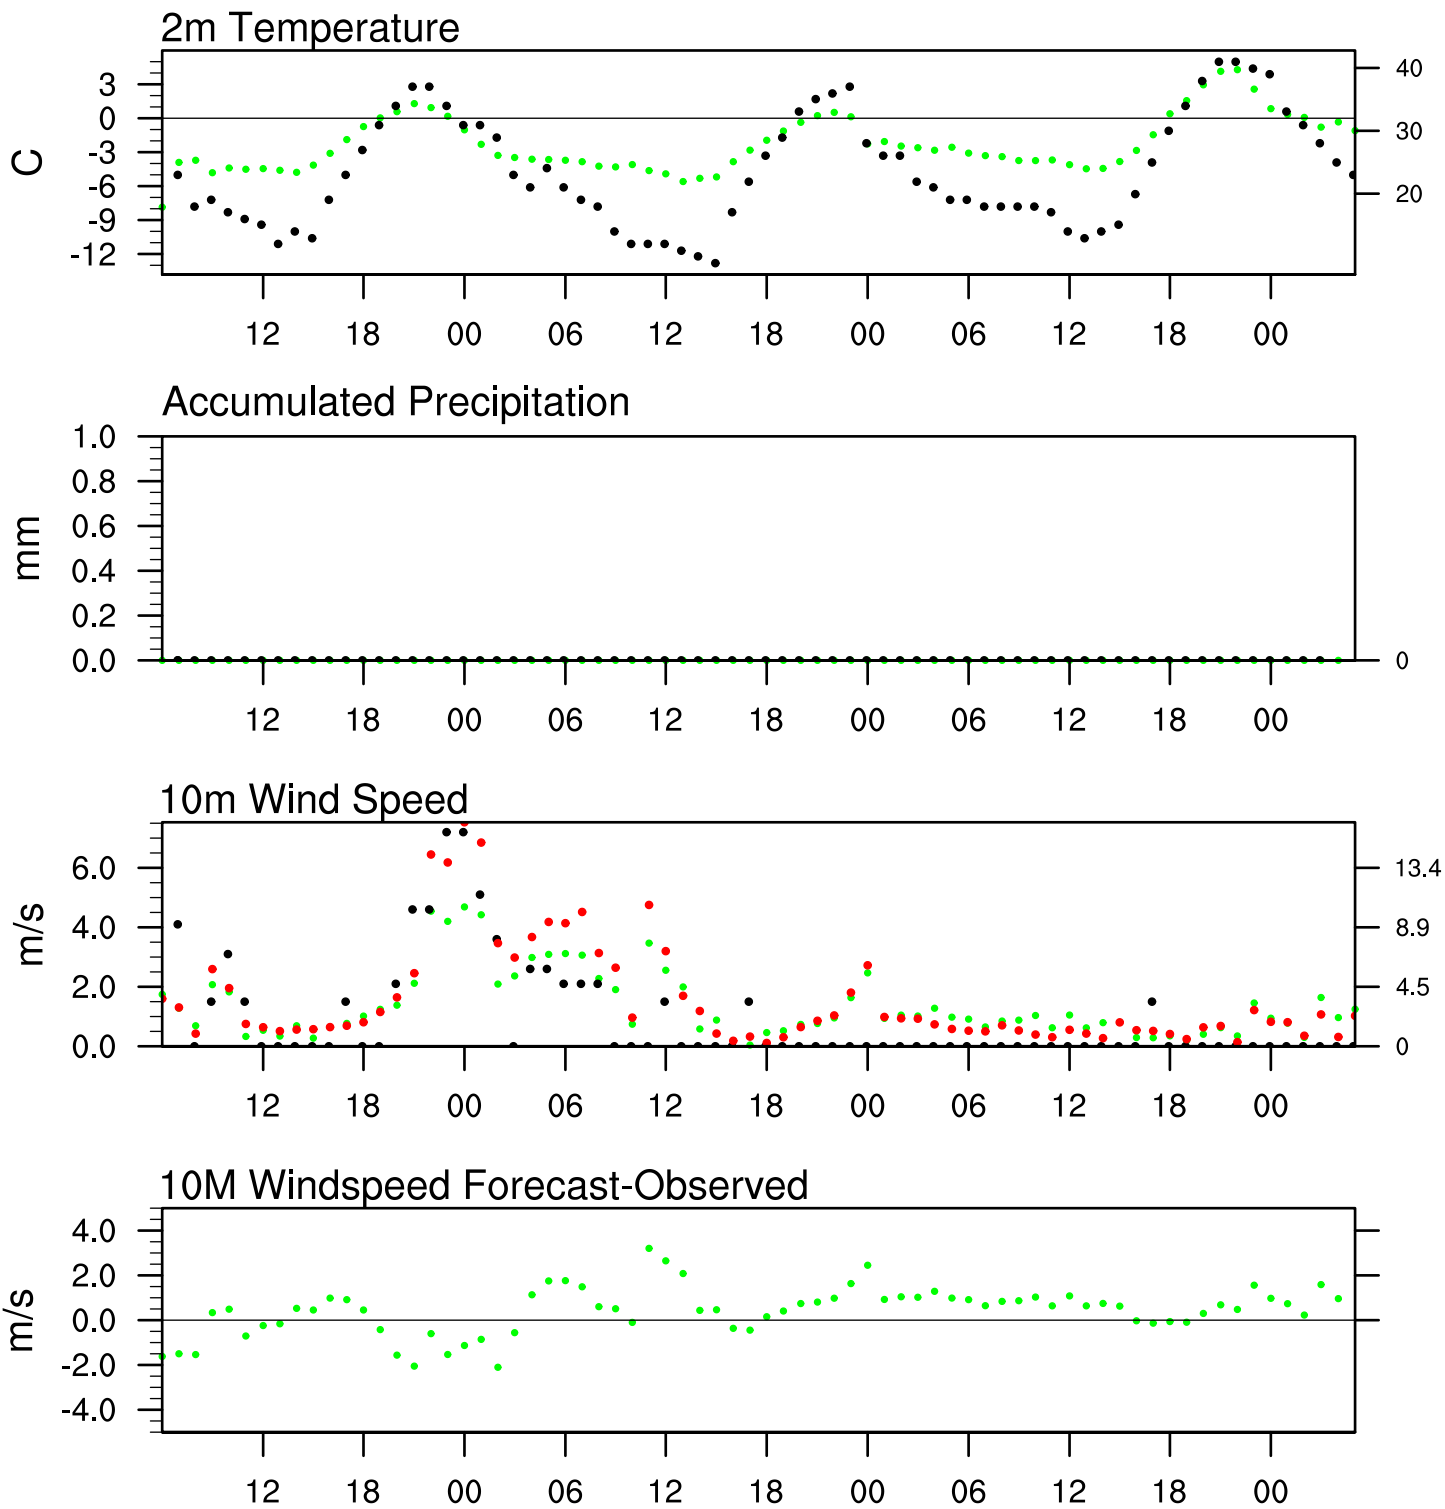 2m Temperature
3
0
-3
-6
-9
-12
C
40
30
20
12 18 00 06 12 18 00 06 12 18 00
Accumulated Precipitation
1.0
0.8
0.6
0.4
0.2
0.0
mm
0
12 18 00 06 12 18 00 06 12 18 00
10m Wind Speed
6.0
4.0
2.0
0.0
m/s
13.4
8.9
4.5
0
12 18 00 06 12 18 00 06 12 18 00
10M Windspeed Forecast-Observed
4.0
2.0
0.0
-2.0
-4.0
m/s
12 18 00 06 12 18 00 06 12 18 00